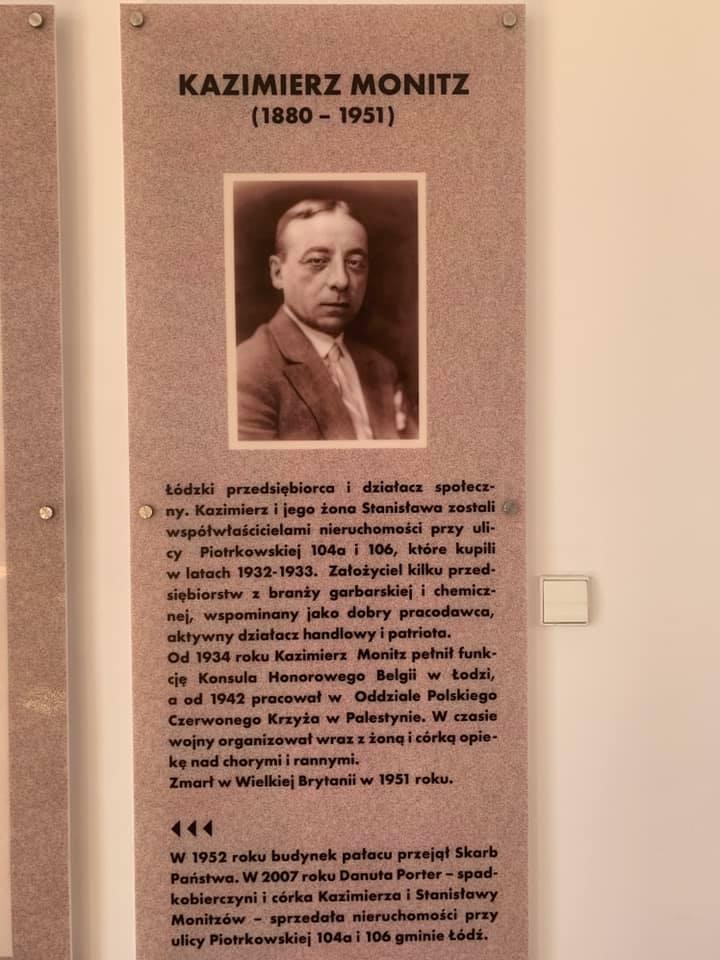 KAZIMIERZ MONITZ
(1880 – 1951)
Łódzki przedsiębiorca i działacz społecz-
ny. Kazimierz i jego żona Stanisława zostali
współwłaścicielami nieruchomości przy uli-
cy Piotrkowskiej 104a i 106, które kupili
w latach 1932-1933. Założyciel kilku przed-
siębiorstw z branży garbarskiej i chemicz-
nej, wspominany jako dobry pracodawca,
aktywny działacz handlowy i patriota.
Od 1934 roku Kazimierz Monitz pełnił funk-
cję Konsula Honorowego Belgii w Łodzi,
a od 1942 pracował w Oddziale Polskiego
Czerwonego Krzyża w Palestynie. W czasie
wojny organizował wraz z żoną i córką opie-
kę nad chorymi i rannymi.
Zmarł w Wielkiej Brytanii w 1951 roku.
W 1952 roku budynek pałacu przejął Skarb
Państwa. W 2007 roku Danuta Porter – spad-
kobierczyni i córka Kazimierza i Stanisławy
Monitzów – sprzedała nieruchomości przy
ulicy Piotrkowskiej 104a i 106 gminie Łódź.